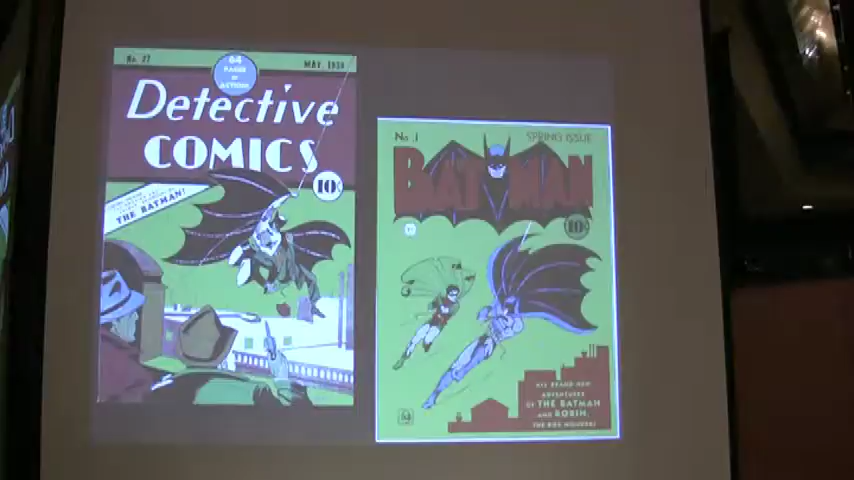 No. 27
MAY, 1939
64
PAGES
OF
ACTION!
Detective
COMICS
10¢
THE BATMAN!
No. 1
SPRING ISSUE
BATMAN
10¢
ALL BRAND NEW
ADVENTURES
OF THE BATMAN
AND ROBIN,
THE BOY WONDER!